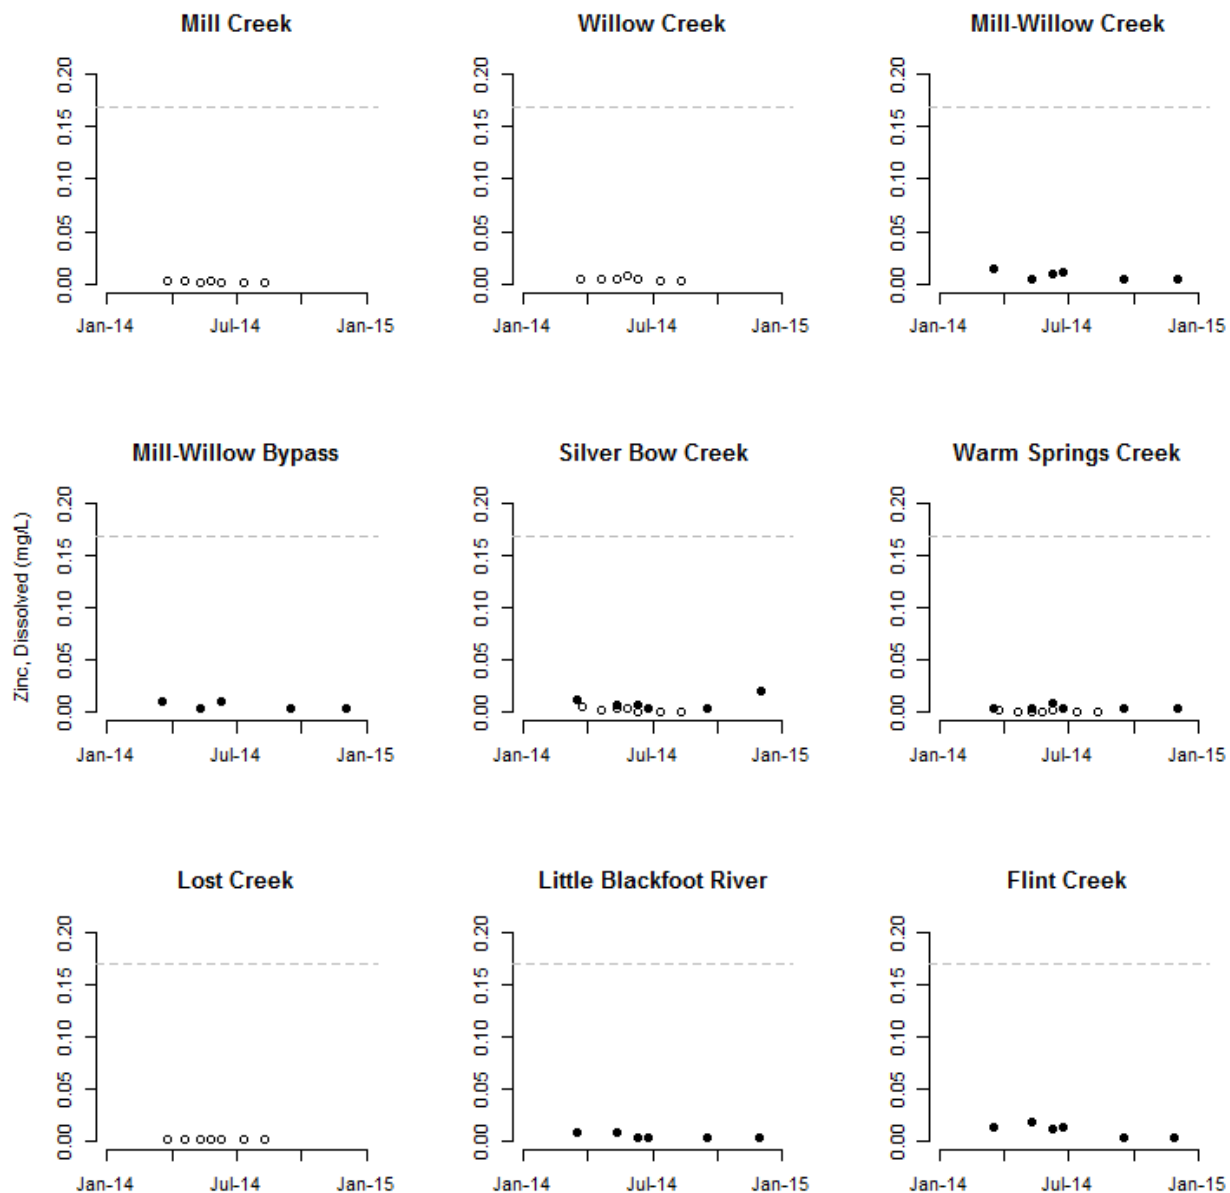 Mill Creek
0.20
0.15
0.10
0.05
0.00
Jan-14 Jul-14 Jan-15
Willow Creek
0.20
0.15
0.10
0.05
0.00
Jan-14 Jul-14 Jan-15
Mill-Willow Creek
0.20
0.15
0.10
0.05
0.00
Jan-14 Jul-14 Jan-15
Zinc, Dissolved (mg/L)
Mill-Willow Bypass
0.20
0.15
0.10
0.05
0.00
Jan-14 Jul-14 Jan-15
Silver Bow Creek
0.20
0.15
0.10
0.05
0.00
Jan-14 Jul-14 Jan-15
Warm Springs Creek
0.20
0.15
0.10
0.05
0.00
Jan-14 Jul-14 Jan-15
Lost Creek
0.20
0.15
0.10
0.05
0.00
Jan-14 Jul-14 Jan-15
Little Blackfoot River
0.20
0.15
0.10
0.05
0.00
Jan-14 Jul-14 Jan-15
Flint Creek
0.20
0.15
0.10
0.05
0.00
Jan-14 Jul-14 Jan-15